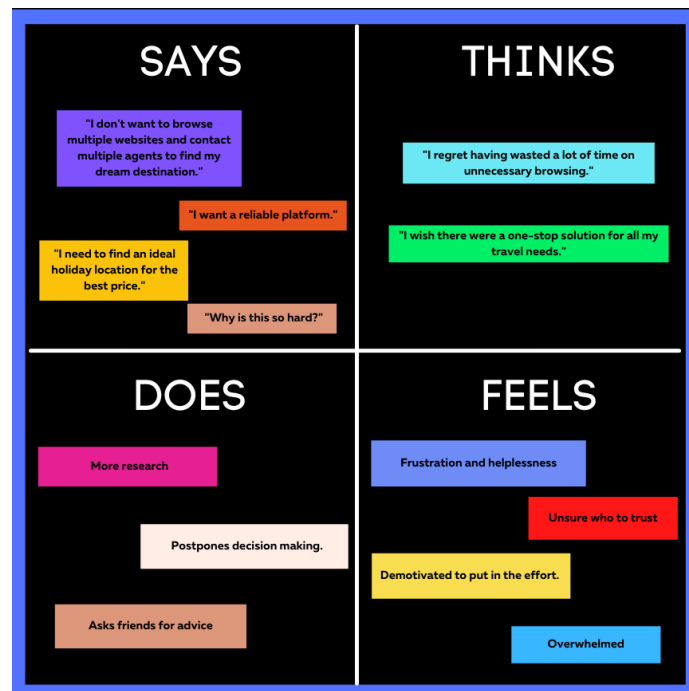 SAYS
"I don't want to browse
multiple websites and contact
multiple agents to find my
dream destination."
"I want a reliable platform."
"I need to find an ideal
holiday location for the
best price."
"Why is this so hard?"
THINKS
"I regret having wasted a lot of time on
unnecessary browsing."
"I wish there were a one-stop solution for all my
travel needs."
DOES
More research
Postpones decision making.
Asks friends for advice
FEELS
Frustration and helplessness
Unsure who to trust
Demotivated to put in the effort.
Overwhelmed